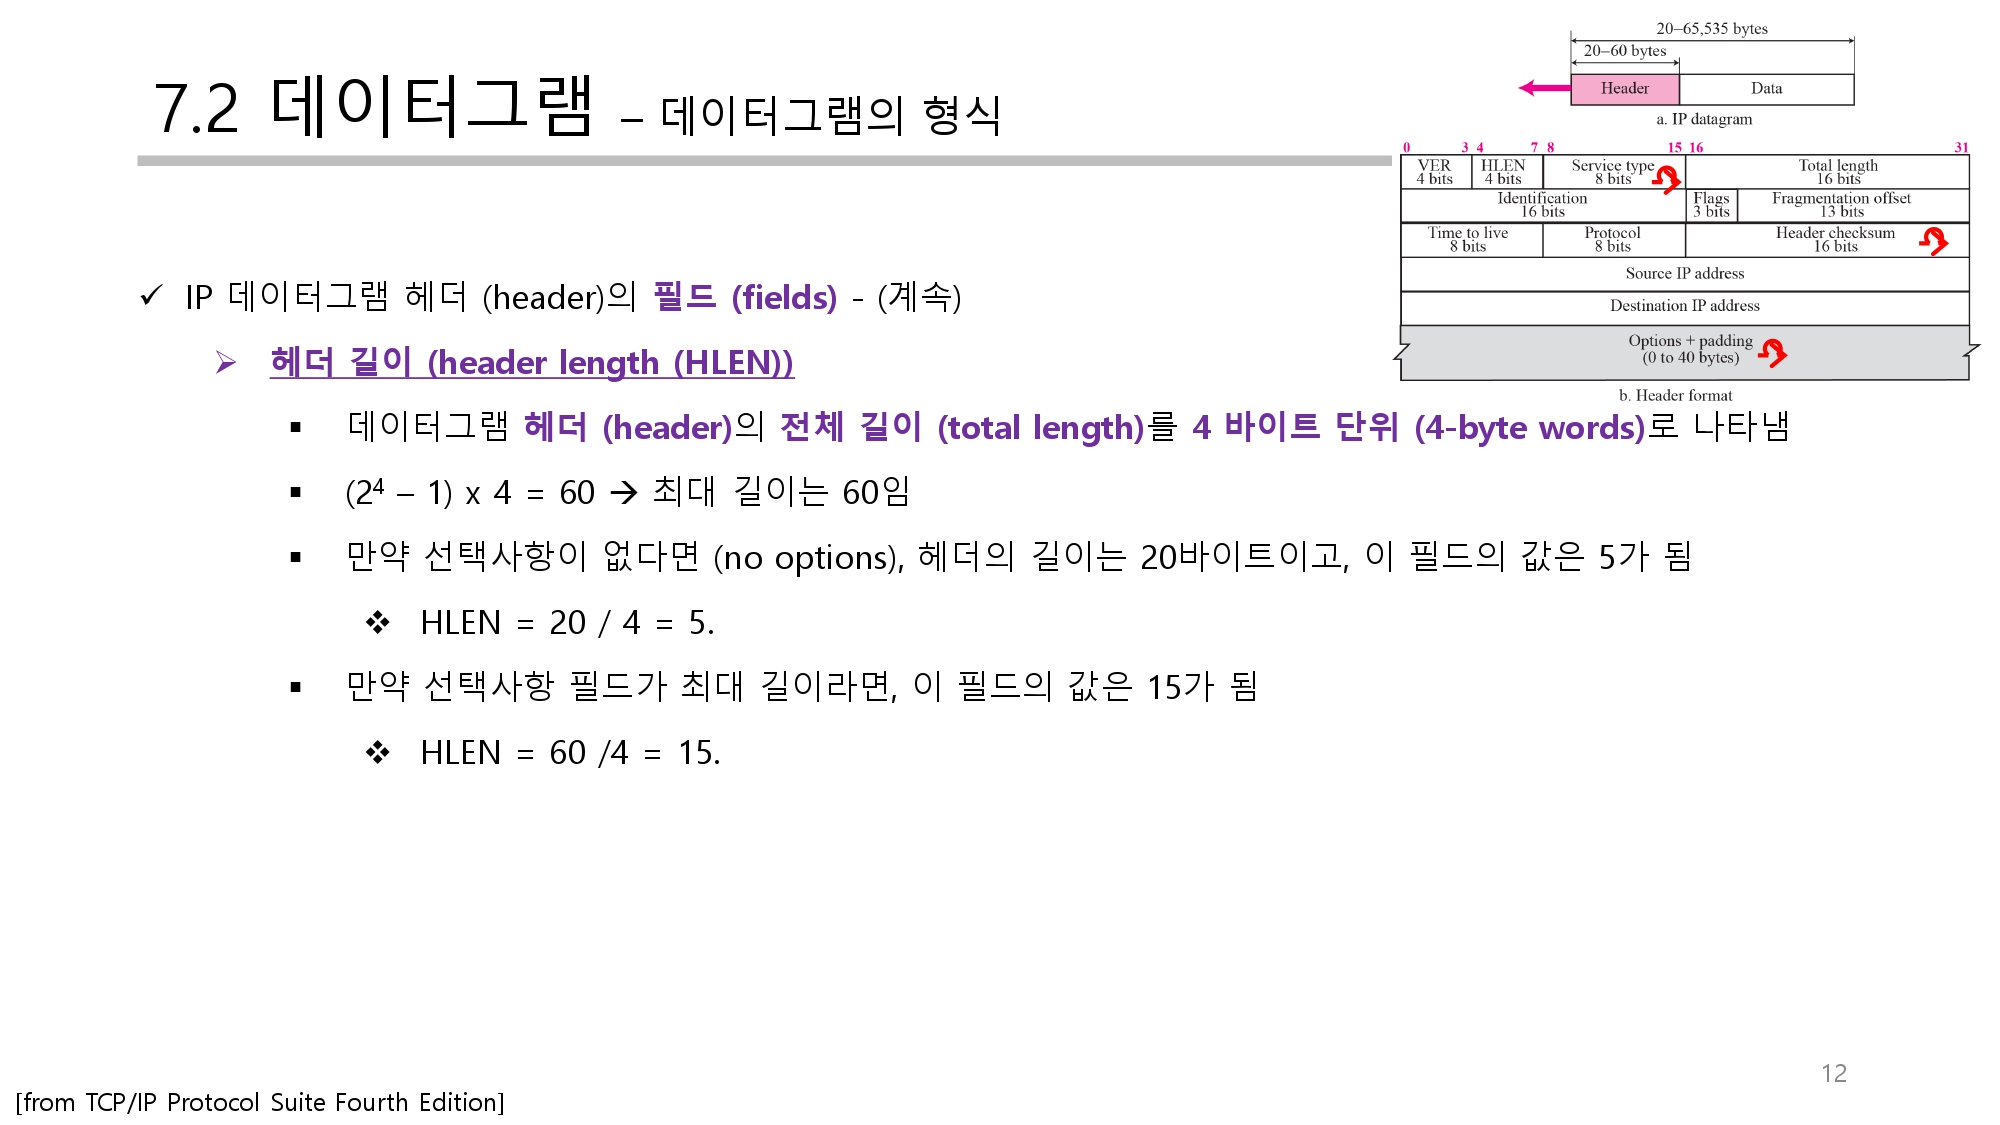 7.2 데이터그램 – 데이터그램의 형식
20–65,535 bytes
20–60 bytes
Header
Data
a. IP datagram
0 3 4 7 8 15 16 31
VER
4 bits
HLEN
4 bits
Service type
8 bits
Total length
16 bits
Identification
16 bits
Flags
3 bits
Fragmentation offset
13 bits
Time to live
8 bits
Protocol
8 bits
Header checksum
16 bits
Source IP address
Destination IP address
Options + padding
(0 to 40 bytes)
b. Header format
✓ IP 데이터그램 헤더 (header)의 필드 (fields) - (계속)
➢ 헤더 길이 (header length (HLEN))
▪ 데이터그램 헤더 (header)의 전체 길이 (total length)를 4 바이트 단위 (4-byte words)로 나타냄
▪ (2⁴ – 1) x 4 = 60 → 최대 길이는 60임
▪ 만약 선택사항이 없다면 (no options), 헤더의 길이는 20바이트이고, 이 필드의 값은 5가 됨
❖ HLEN = 20 / 4 = 5.
▪ 만약 선택사항 필드가 최대 길이라면, 이 필드의 값은 15가 됨
❖ HLEN = 60 /4 = 15.
12
[from TCP/IP Protocol Suite Fourth Edition]